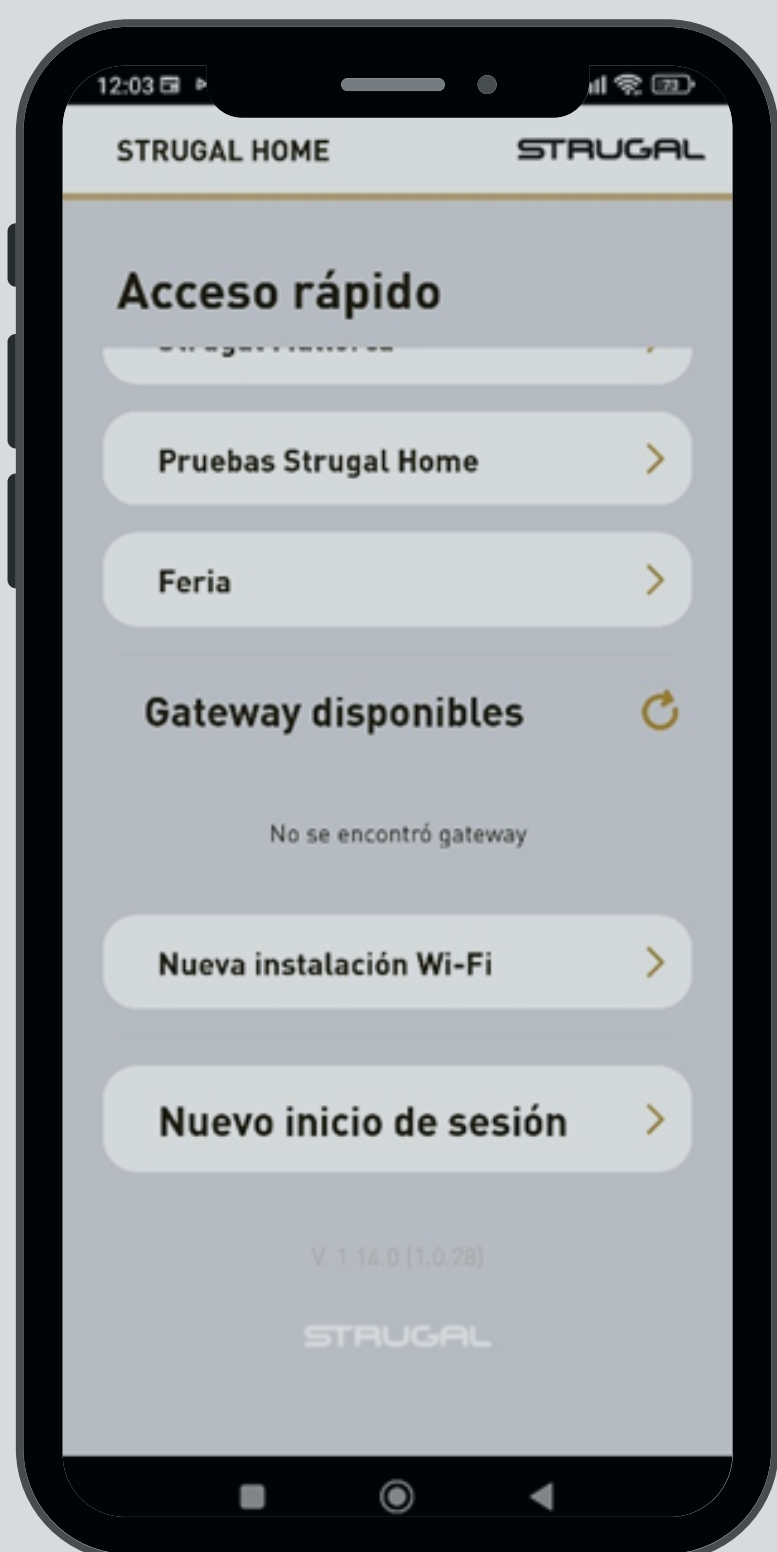 12:03
73
STRUGAL HOME
STRUGAL
Acceso rápido
Pruebas Strugal Home
Feria
Gateway disponibles
No se encontró gateway
Nueva instalación Wi-Fi
Nuevo inicio de sesión
V. 1.14.0 (1.0.28)
STRUGAL